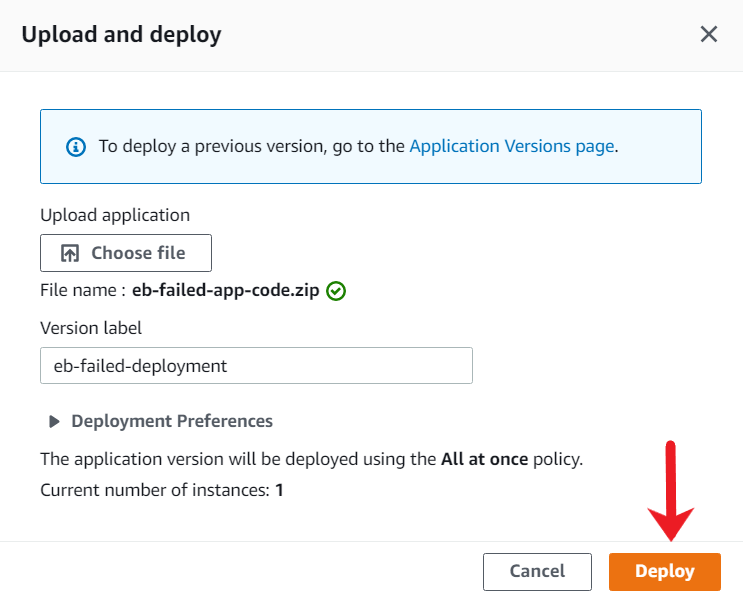 Upload and deploy
To deploy a previous version, go to the Application Versions page.
Upload application
Choose file
File name : eb-failed-app-code.zip
Version label
eb-failed-deployment
Deployment Preferences
The application version will be deployed using the All at once policy.
Current number of instances: 1
Cancel
Deploy